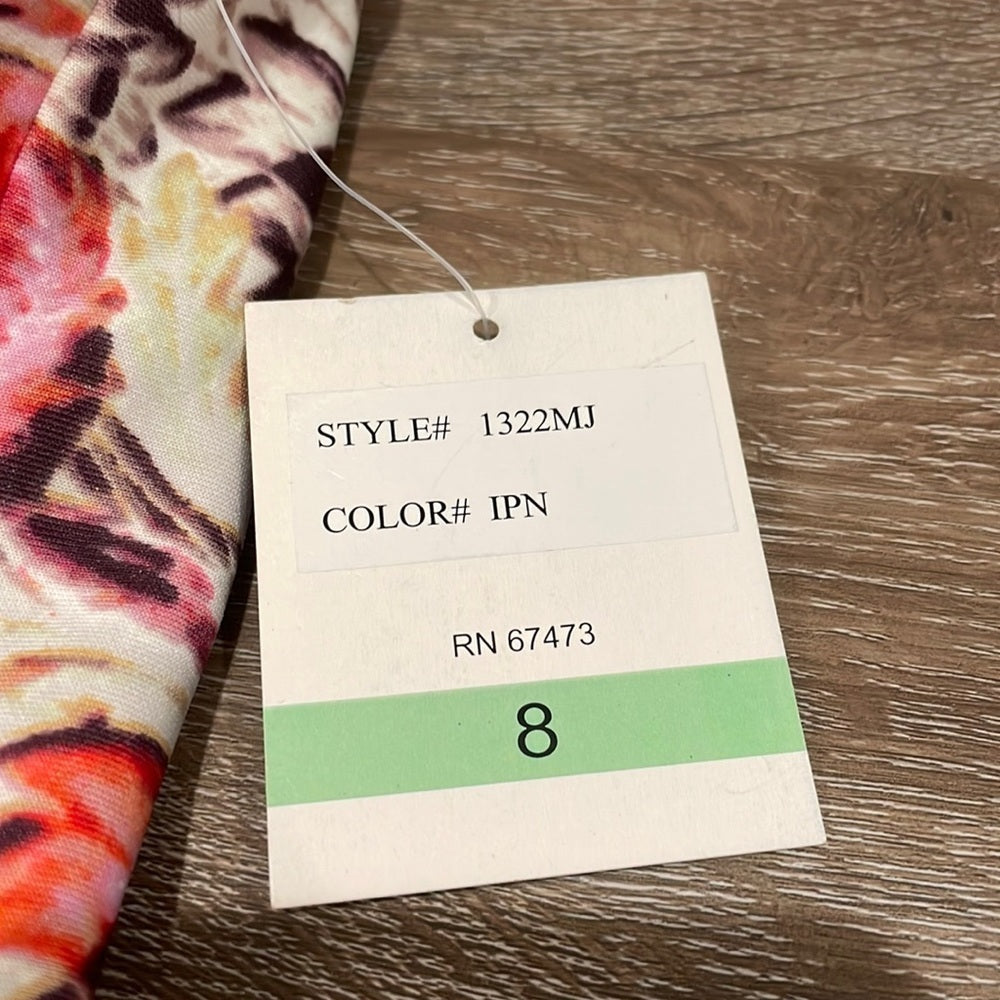 STYLE# 1322MJ
COLOR# IPN
RN 67473
8